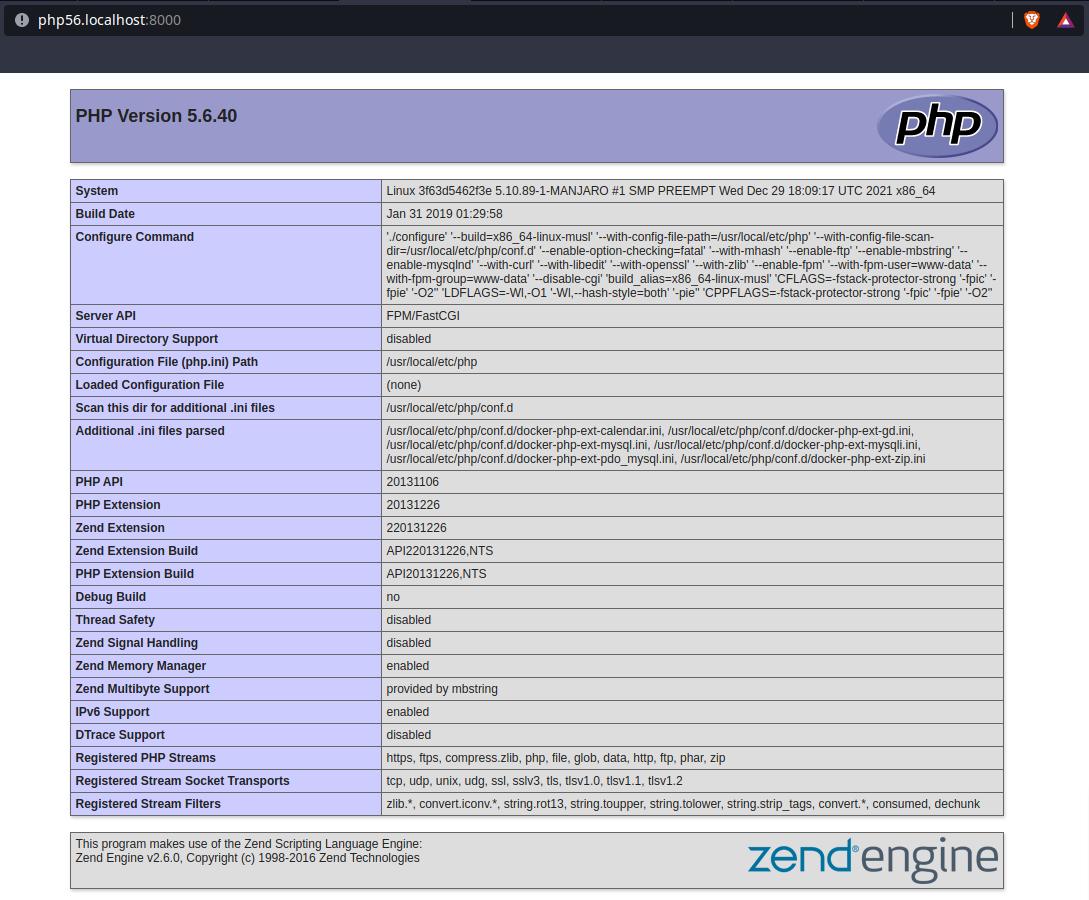 php56.localhost:8000
PHP Version 5.6.40
php
System Linux 3f63d5462f3e 5.10.89-1-MANJARO #1 SMP PREEMPT Wed Dec 29 18:09:17 UTC 2021 x86_64
Build Date Jan 31 2019 01:29:58
Configure Command './configure' '--build=x86_64-linux-musl' '--with-config-file-path=/usr/local/etc/php' '--with-config-file-scan-
dir=/usr/local/etc/php/conf.d' '--enable-option-checking=fatal' '--with-mhash' '--enable-ftp' '--enable-mbstring' '--
enable-mysqlnd' '--with-curl' '--with-libedit' '--with-openssl' '--with-zlib' '--enable-fpm' '--with-fpm-user=www-data' '--
with-fpm-group=www-data' '--disable-cgi' 'build_alias=x86_64-linux-musl' 'CFLAGS=-fstack-protector-strong '-fpic' '-
fpie' '-O2'' 'LDFLAGS=-Wl,-O1 '-Wl,--hash-style=both' '-pie'' 'CPPFLAGS=-fstack-protector-strong '-fpic' '-fpie' '-O2''
Server API FPM/FastCGI
Virtual Directory Support disabled
Configuration File (php.ini) Path /usr/local/etc/php
Loaded Configuration File (none)
Scan this dir for additional .ini files /usr/local/etc/php/conf.d
Additional .ini files parsed /usr/local/etc/php/conf.d/docker-php-ext-calendar.ini, /usr/local/etc/php/conf.d/docker-php-ext-gd.ini,
/usr/local/etc/php/conf.d/docker-php-ext-mysql.ini, /usr/local/etc/php/conf.d/docker-php-ext-mysqli.ini,
/usr/local/etc/php/conf.d/docker-php-ext-pdo_mysql.ini, /usr/local/etc/php/conf.d/docker-php-ext-zip.ini
PHP API 20131106
PHP Extension 20131226
Zend Extension 220131226
Zend Extension Build API220131226,NTS
PHP Extension Build API20131226,NTS
Debug Build no
Thread Safety disabled
Zend Signal Handling disabled
Zend Memory Manager enabled
Zend Multibyte Support provided by mbstring
IPv6 Support enabled
DTrace Support disabled
Registered PHP Streams https, ftps, compress.zlib, php, file, glob, data, http, ftp, phar, zip
Registered Stream Socket Transports tcp, udp, unix, udg, ssl, sslv3, tls, tlsv1.0, tlsv1.1, tlsv1.2
Registered Stream Filters zlib.*, convert.iconv.*, string.rot13, string.toupper, string.tolower, string.strip_tags, convert.*, consumed, dechunk
This program makes use of the Zend Scripting Language Engine:
Zend Engine v2.6.0, Copyright (c) 1998-2016 Zend Technologies
zend®engine